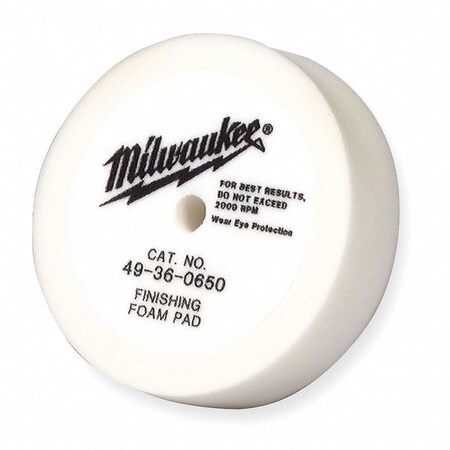 Milwaukee®
FOR BEST RESULTS,
DO NOT EXCEED
2000 RPM
Wear Eye Protection
CAT. NO.
49-36-0650
FINISHING
FOAM PAD